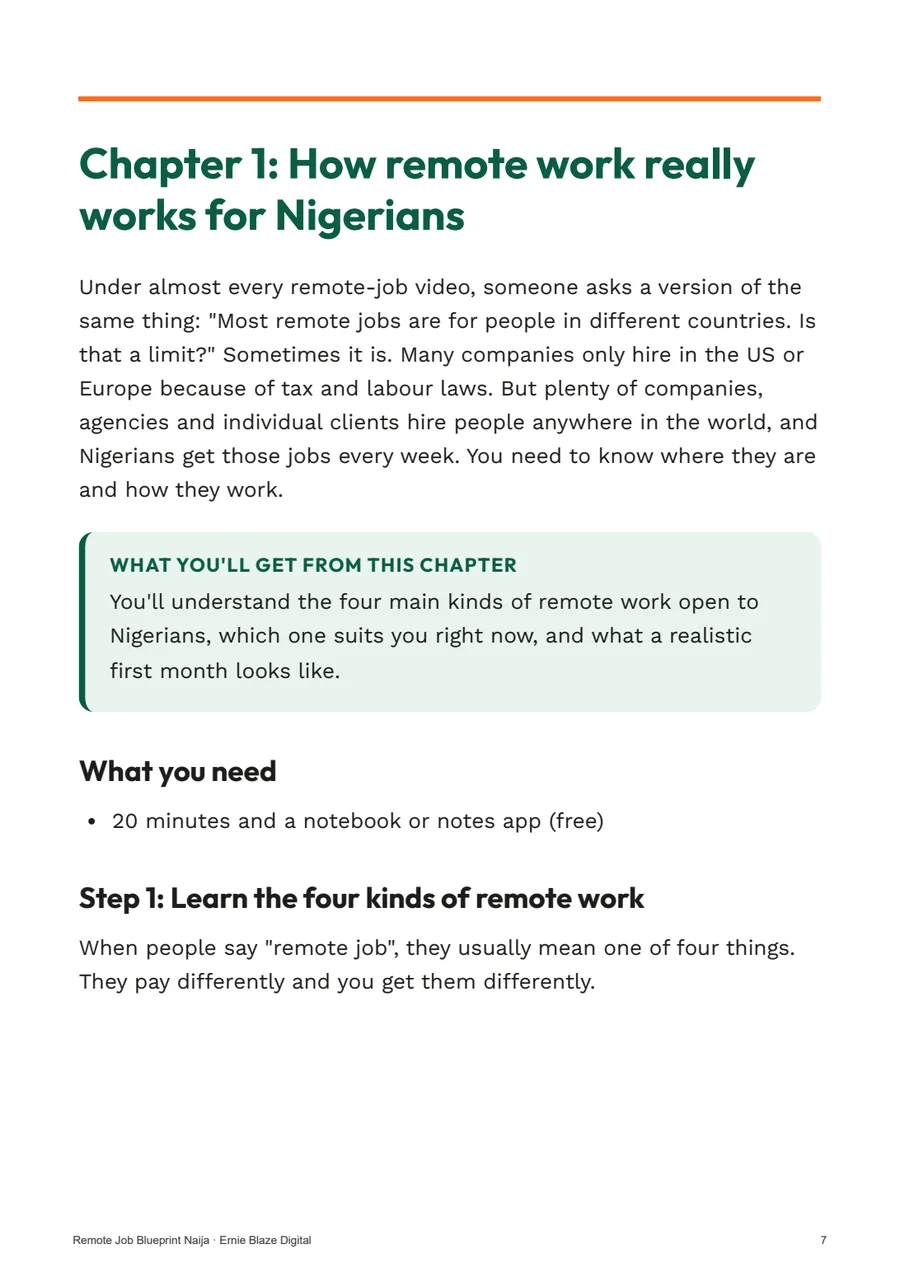 Chapter 1: How remote work really
works for Nigerians
Under almost every remote-job video, someone asks a version of the
same thing: "Most remote jobs are for people in different countries. Is
that a limit?" Sometimes it is. Many companies only hire in the US or
Europe because of tax and labour laws. But plenty of companies,
agencies and individual clients hire people anywhere in the world, and
Nigerians get those jobs every week. You need to know where they are
and how they work.
WHAT YOU'LL GET FROM THIS CHAPTER
You'll understand the four main kinds of remote work open to
Nigerians, which one suits you right now, and what a realistic
first month looks like.
What you need
• 20 minutes and a notebook or notes app (free)
Step 1: Learn the four kinds of remote work
When people say "remote job", they usually mean one of four things.
They pay differently and you get them differently.
Remote Job Blueprint Naija · Ernie Blaze Digital 7